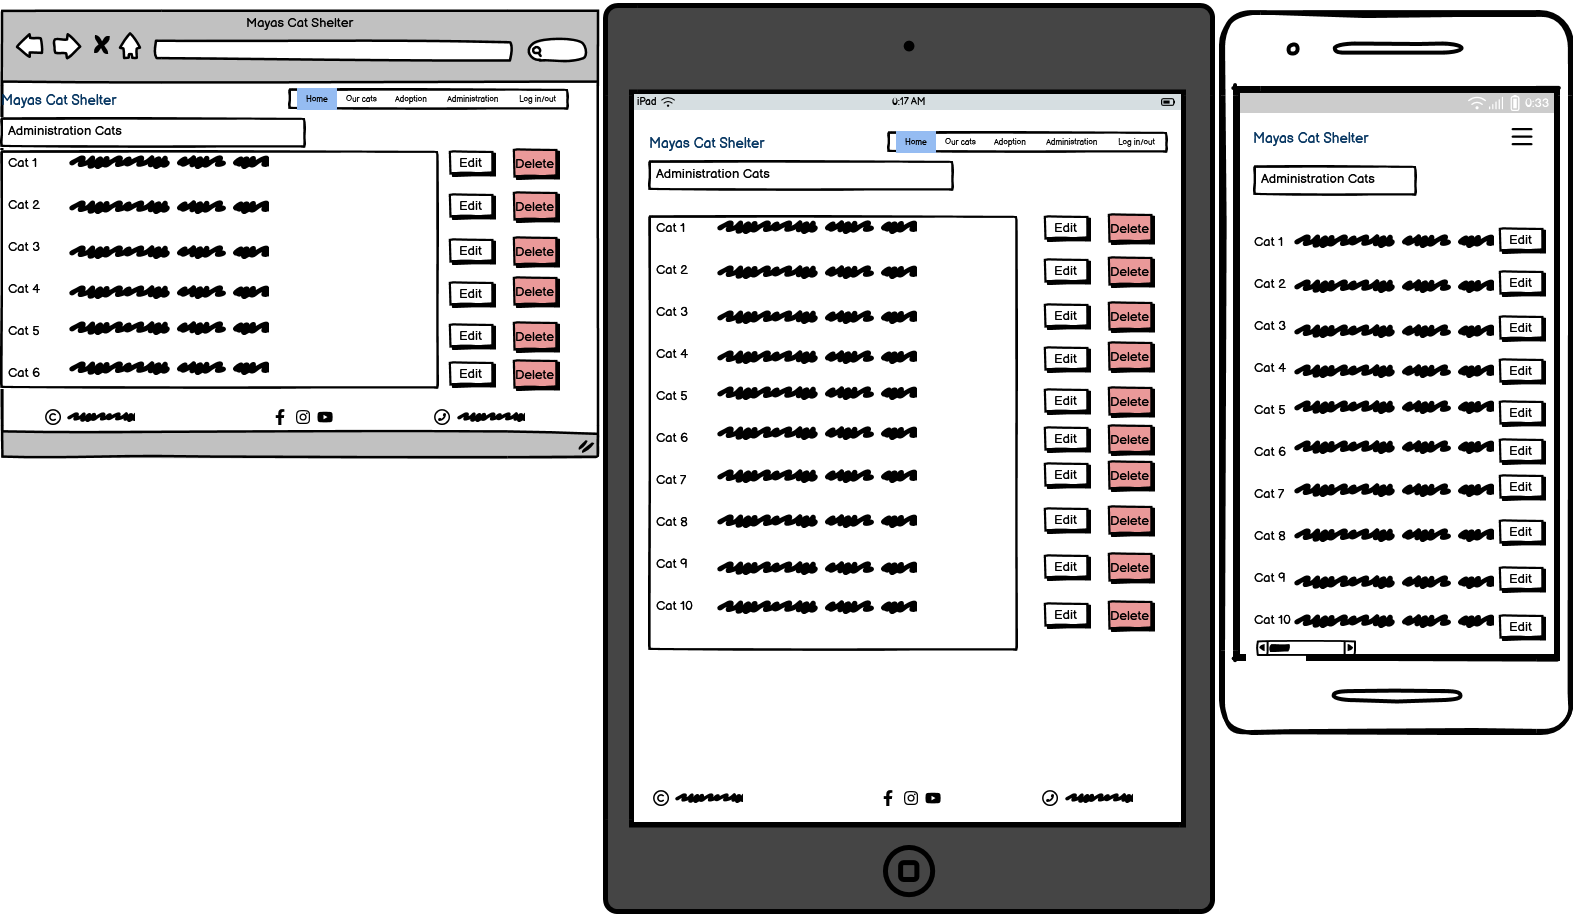 Mayas Cat Shelter
Mayas Cat Shelter
Home Our cats Adoption Administration Log in/out
Administration Cats
Cat 1 Edit Delete
Cat 2 Edit Delete
Cat 3 Edit Delete
Cat 4 Edit Delete
Cat 5 Edit Delete
Cat 6 Edit Delete
iPad 0:17 AM
Mayas Cat Shelter
Home Our cats Adoption Administration Log in/out
Administration Cats
Cat 1 Edit Delete
Cat 2 Edit Delete
Cat 3 Edit Delete
Cat 4 Edit Delete
Cat 5 Edit Delete
Cat 6 Edit Delete
Cat 7 Edit Delete
Cat 8 Edit Delete
Cat 9 Edit Delete
Cat 10 Edit Delete
0:33
Mayas Cat Shelter
Administration Cats
Cat 1 Edit
Cat 2 Edit
Cat 3 Edit
Cat 4 Edit
Cat 5 Edit
Cat 6 Edit
Cat 7 Edit
Cat 8 Edit
Cat 9 Edit
Cat 10 Edit